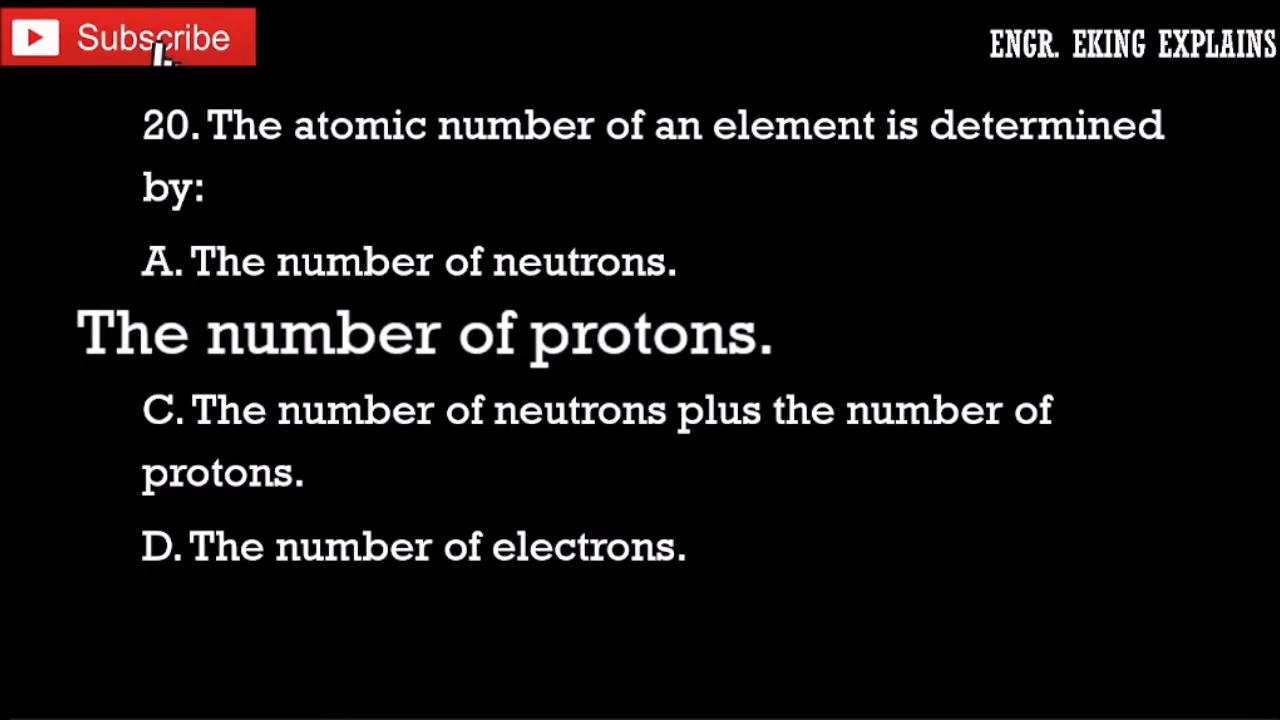 Subscribe
ENGR. EKING EXPLAINS
20. The atomic number of an element is determined
by:
A. The number of neutrons.
The number of protons.
C. The number of neutrons plus the number of
protons.
D. The number of electrons.